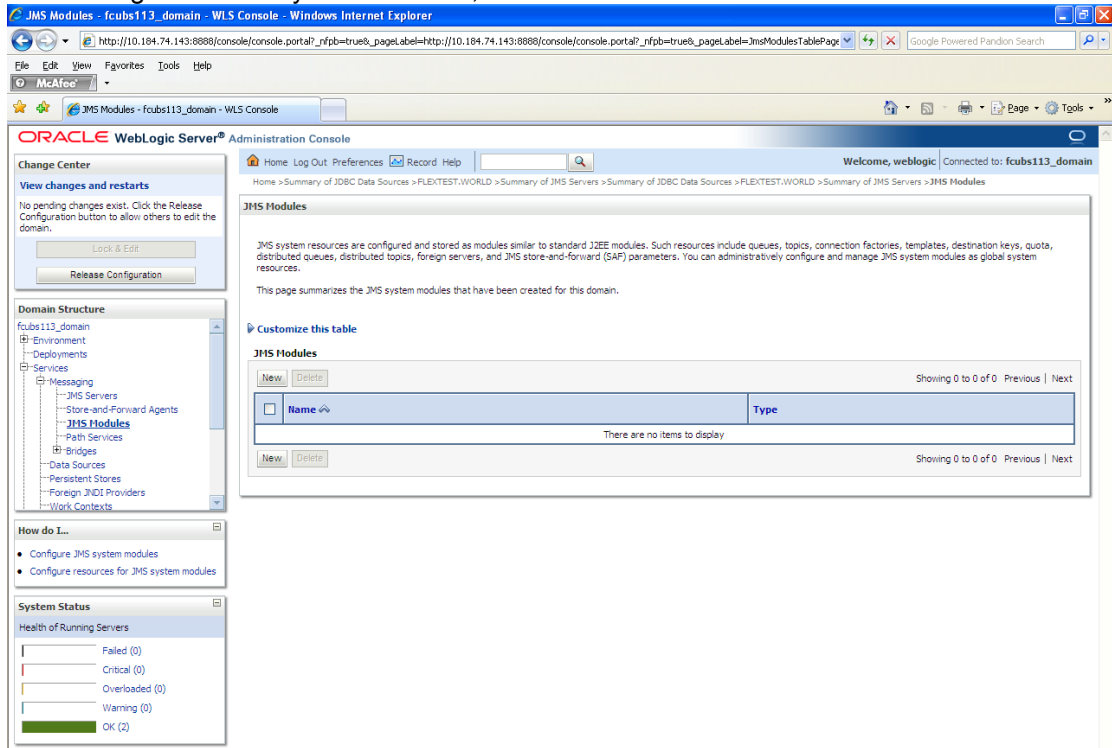 JMS Modules - fcubs113_domain - WLS Console - Windows Internet Explorer
http://10.184.74.143:8888/console/console.portal?_nfpb=true&_pageLabel=http://10.184.74.143:8888/console/console.portal?_nfpb=true&_pageLabel=JmsModulesTablePage
Google Powered Pandion Search
File Edit View Favorites Tools Help
McAfee
JMS Modules - fcubs113_domain - WLS Console
Page Tools
ORACLE WebLogic Server® Administration Console
Change Center
View changes and restarts
No pending changes exist. Click the Release
Configuration button to allow others to edit the
domain.
Lock & Edit
Release Configuration
Domain Structure
fcubs113_domain
Environment
Deployments
Services
Messaging
JMS Servers
Store-and-Forward Agents
JMS Modules
Path Services
Bridges
Data Sources
Persistent Stores
Foreign JNDI Providers
Work Contexts
How do I...
Configure JMS system modules
Configure resources for JMS system modules
System Status
Health of Running Servers
Failed (0)
Critical (0)
Overloaded (0)
Warning (0)
OK (2)
Home Log Out Preferences Record Help
Welcome, weblogic Connected to: fcubs113_domain
Home >Summary of JDBC Data Sources >FLEXTEST.WORLD >Summary of JMS Servers >Summary of JDBC Data Sources >FLEXTEST.WORLD >Summary of JMS Servers >JMS Modules
JMS Modules
JMS system resources are configured and stored as modules similar to standard J2EE modules. Such resources include queues, topics, connection factories, templates, destination keys, quota,
distributed queues, distributed topics, foreign servers, and JMS store-and-forward (SAF) parameters. You can administratively configure and manage JMS system modules as global system
resources.
This page summarizes the JMS system modules that have been created for this domain.
Customize this table
JMS Modules
New Delete Showing 0 to 0 of 0 Previous | Next
Name Type
There are no items to display
New Delete Showing 0 to 0 of 0 Previous | Next